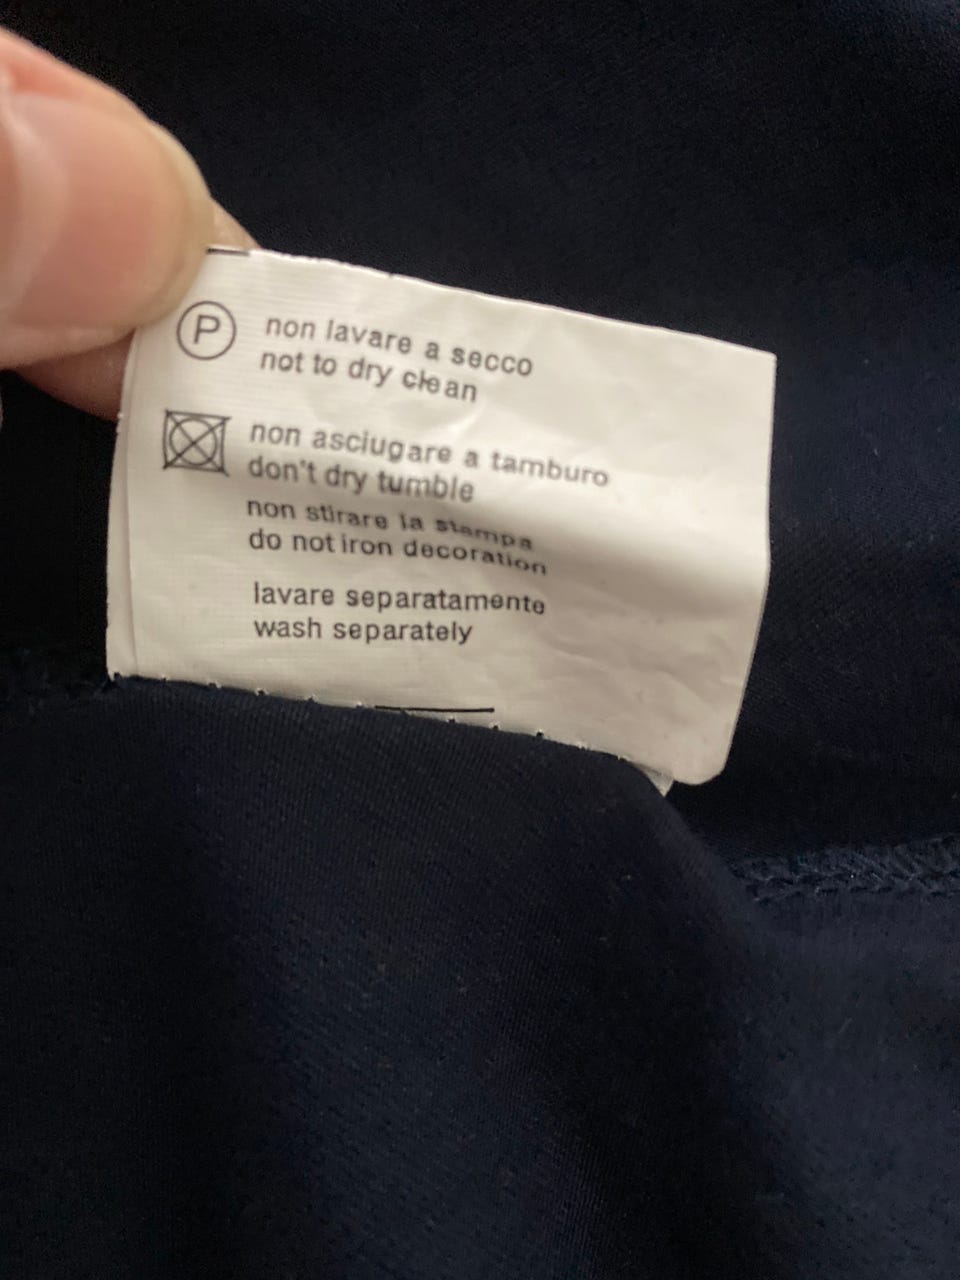 P
non lavare a secco
not to dry clean
non asciugare a tamburo
don't dry tumble
non stirare la stampa
do not iron decoration
lavare separatamente
wash separately